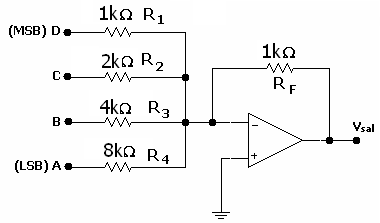 1kΩ R1
(MSB) D
2kΩ R2
C
1kΩ
RF
4kΩ R3
B
−
+
Vsal
8kΩ R4
(LSB) A